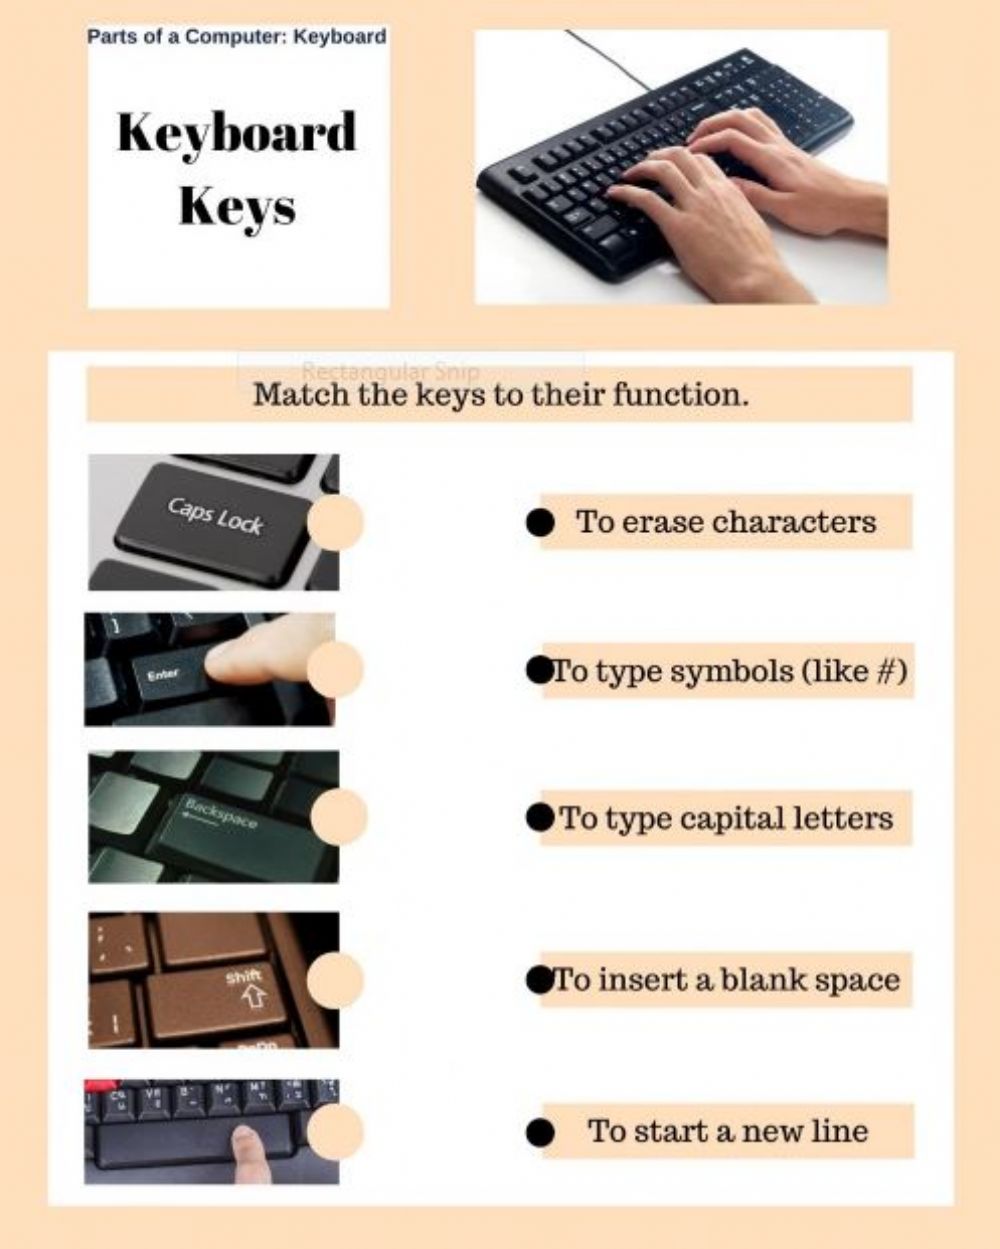 Parts of a Computer: Keyboard
Keyboard
Keys
Rectangular Snip
Match the keys to their function.
Caps Lock
To erase characters
Enter
To type symbols (like #)
Backspace
To type capital letters
Shift
To insert a blank space
To start a new line